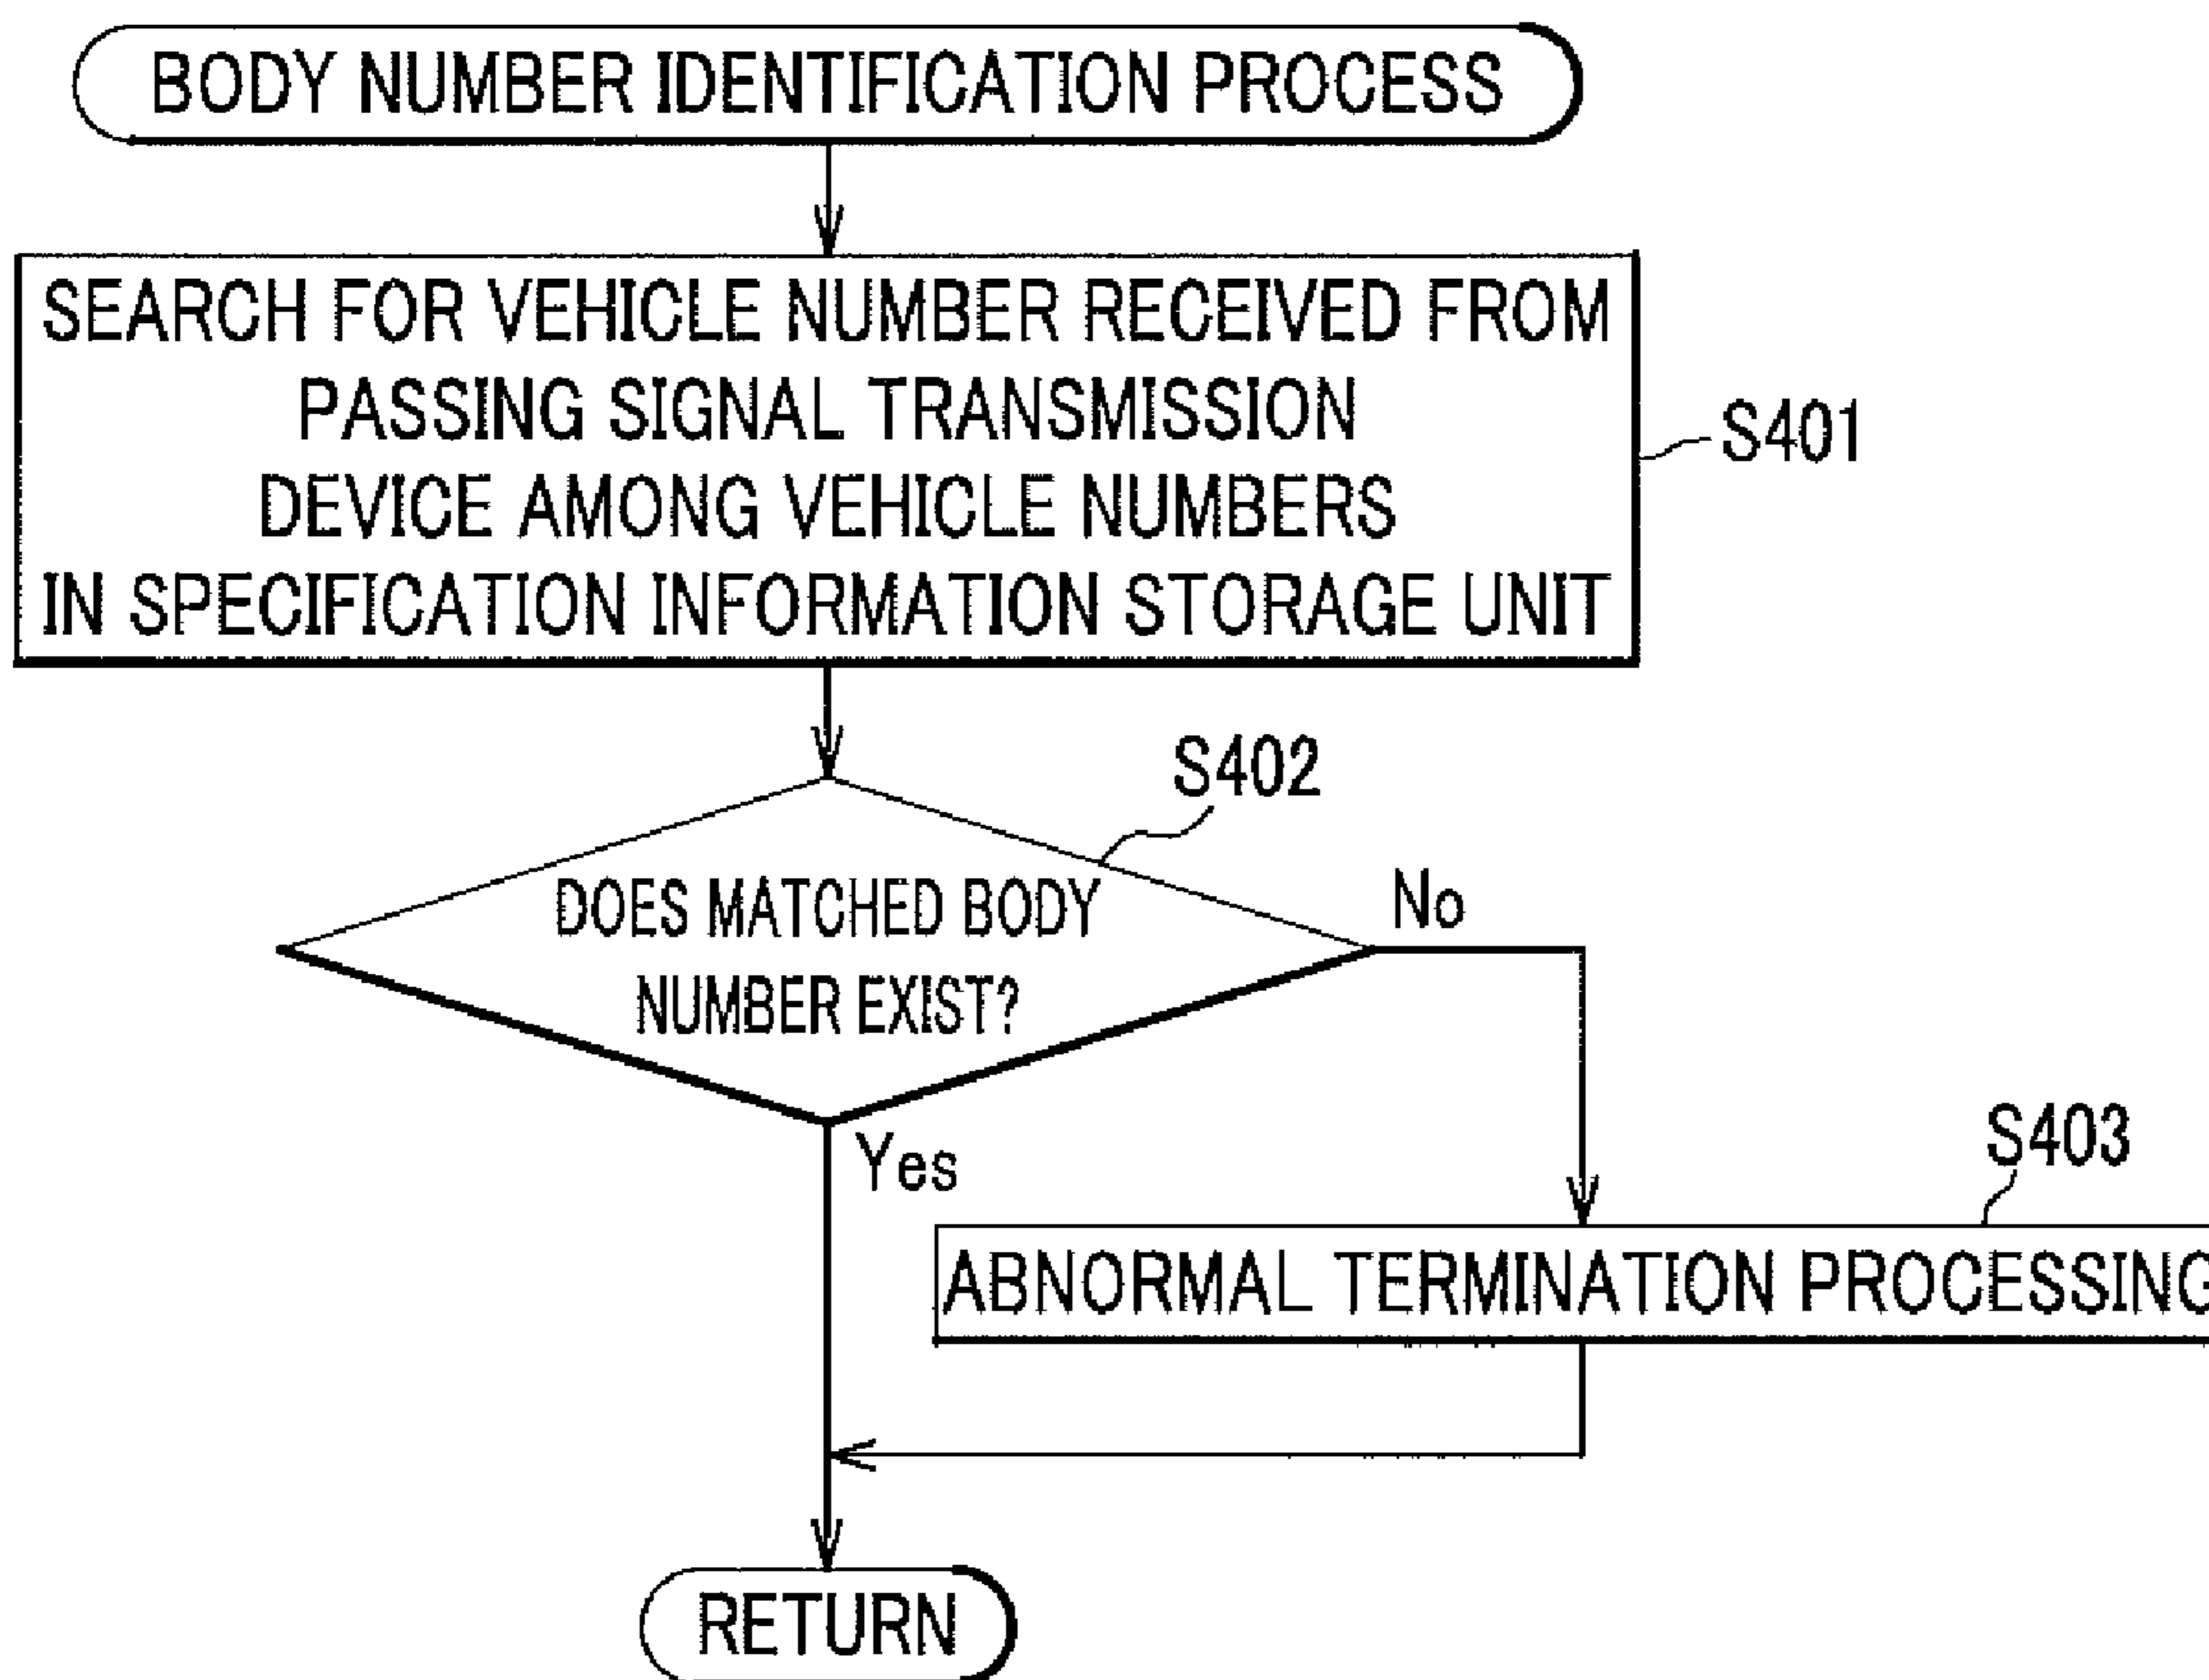 BODY NUMBER IDENTIFICATION PROCESS
SEARCH FOR VEHICLE NUMBER RECEIVED FROM
PASSING SIGNAL TRANSMISSION
DEVICE AMONG VEHICLE NUMBERS
IN SPECIFICATION INFORMATION STORAGE UNIT
S401
S402
DOES MATCHED BODY
NUMBER EXIST?
No
Yes
S403
ABNORMAL TERMINATION PROCESSING
RETURN